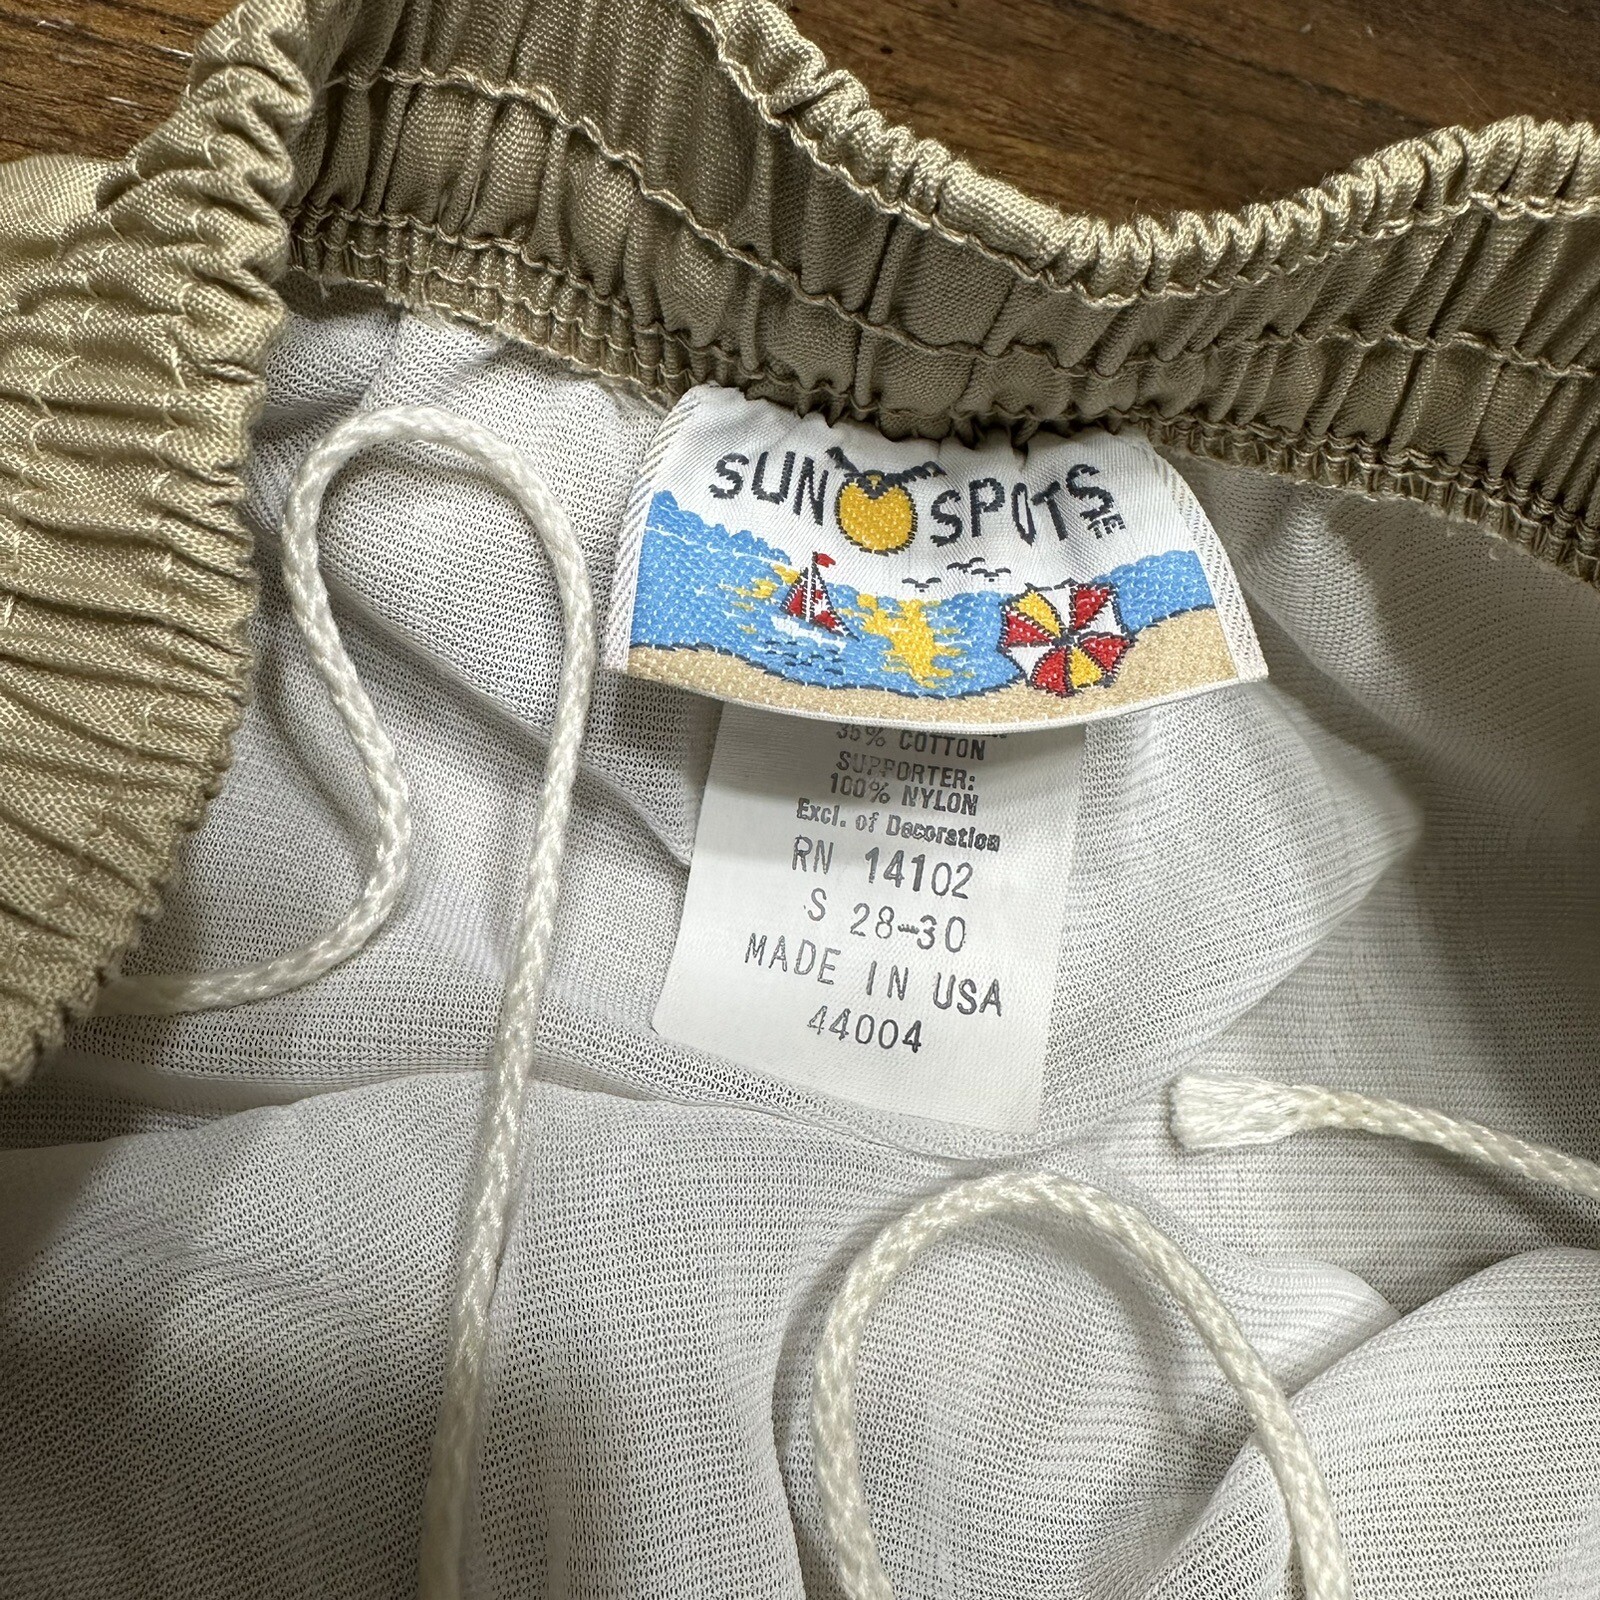 SUN SPOTS
35% COTTON
SUPPORTER:
100% NYLON
Excl. of Decoration
RN 14102
S 28-30
MADE IN USA
44004